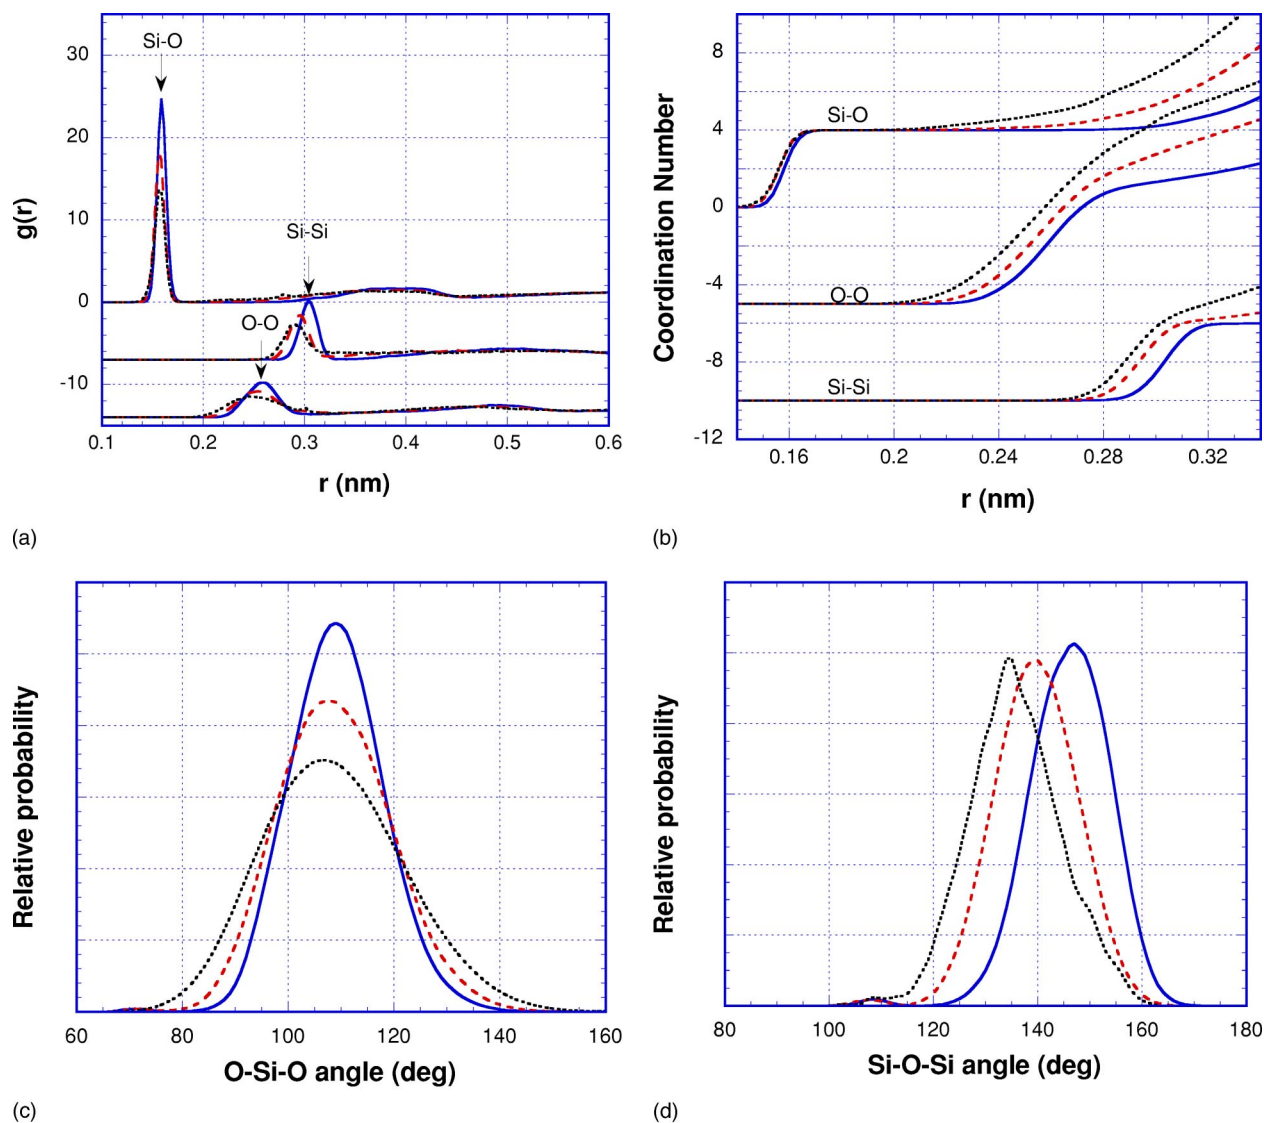 Si-O
Si-Si
O-O
30
20
10
0
-10
g(r)
0.1 0.2 0.3 0.4 0.5 0.6
r (nm)
(a)
Si-O
O-O
Si-Si
8
4
0
-4
-8
-12
Coordination Number
0.16 0.2 0.24 0.28 0.32
r (nm)
(b)
Relative probability
60 80 100 120 140 160
O-Si-O angle (deg)
(c)
Relative probability
80 100 120 140 160 180
Si-O-Si angle (deg)
(d)